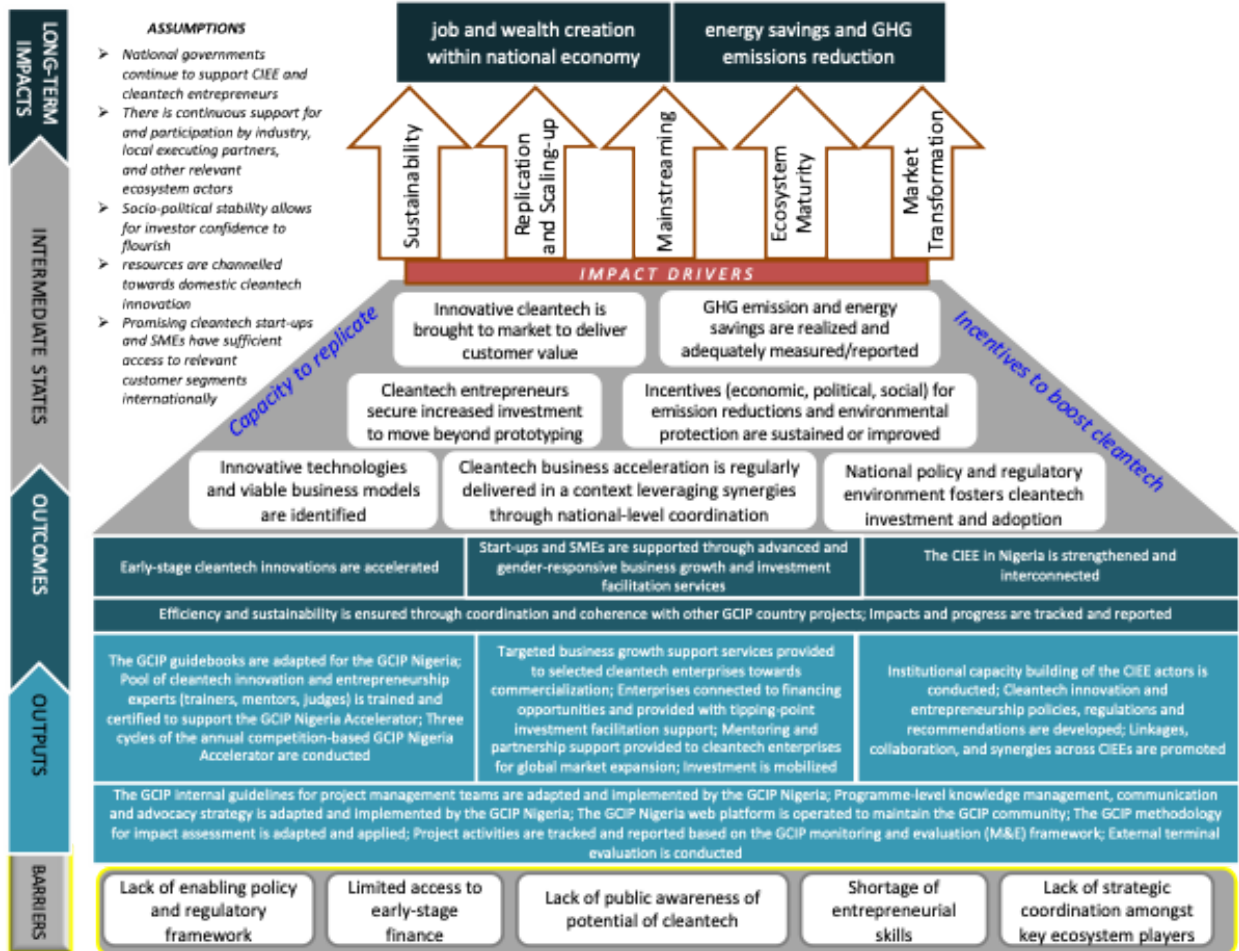 LONG-TERM
IMPACTS
ASSUMPTIONS
➤ National governments
continue to support CIEE and
cleantech entrepreneurs
➤ There is continuous support for
and participation by industry,
local executing partners,
and other relevant
ecosystem actors
➤ Socio-political stability allows
for investor confidence to
flourish
➤ resources are channelled
towards domestic cleantech
innovation
➤ Promising cleantech start-ups
and SMEs have sufficient
access to relevant
customer segments
internationally
job and wealth creation
within national economy
energy savings and GHG
emissions reduction
Sustainability
Replication
and Scaling-up
Mainstreaming
Ecosystem
Maturity
Market
Transformation
IMPACT DRIVERS
INTERMEDIATE STATES
Capacity to replicate
Incentives to boost cleantech
Innovative cleantech is
brought to market to deliver
customer value
GHG emission and energy
savings are realized and
adequately measured/reported
Cleantech entrepreneurs
secure increased investment
to move beyond prototyping
Incentives (economic, political, social) for
emission reductions and environmental
protection are sustained or improved
Innovative technologies
and viable business models
are identified
Cleantech business acceleration is regularly
delivered in a context leveraging synergies
through national-level coordination
National policy and regulatory
environment fosters cleantech
investment and adoption
OUTCOMES
Early-stage cleantech innovations are accelerated
Start-ups and SMEs are supported through advanced and
gender-responsive business growth and investment
facilitation services
The CIEE in Nigeria is strengthened and
interconnected
Efficiency and sustainability is ensured through coordination and coherence with other GCIP country projects; Impacts and progress are tracked and reported
OUTPUTS
The GCIP guidebooks are adapted for the GCIP Nigeria;
Pool of cleantech innovation and entrepreneurship
experts (trainers, mentors, judges) is trained and
certified to support the GCIP Nigeria Accelerator; Three
cycles of the annual competition-based GCIP Nigeria
Accelerator are conducted
Targeted business growth support services provided
to selected cleantech enterprises towards
commercialization; Enterprises connected to financing
opportunities and provided with tipping-point
investment facilitation support; Mentoring and
partnership support provided to cleantech enterprises
for global market expansion; Investment is mobilized
Institutional capacity building of the CIEE actors is
conducted; Cleantech innovation and
entrepreneurship policies, regulations and
recommendations are developed; Linkages,
collaboration, and synergies across CIEEs are promoted
The GCIP internal guidelines for project management teams are adapted and implemented by the GCIP Nigeria; Programme-level knowledge management, communication
and advocacy strategy is adapted and implemented by the GCIP Nigeria; The GCIP Nigeria web platform is operated to maintain the GCIP community; The GCIP methodology
for impact assessment is adapted and applied; Project activities are tracked and reported based on the GCIP monitoring and evaluation (M&E) framework; External terminal
evaluation is conducted
BARRIERS
Lack of enabling policy
and regulatory
framework
Limited access to
early-stage
finance
Lack of public awareness of
potential of cleantech
Shortage of
entrepreneurial
skills
Lack of strategic
coordination amongst
key ecosystem players